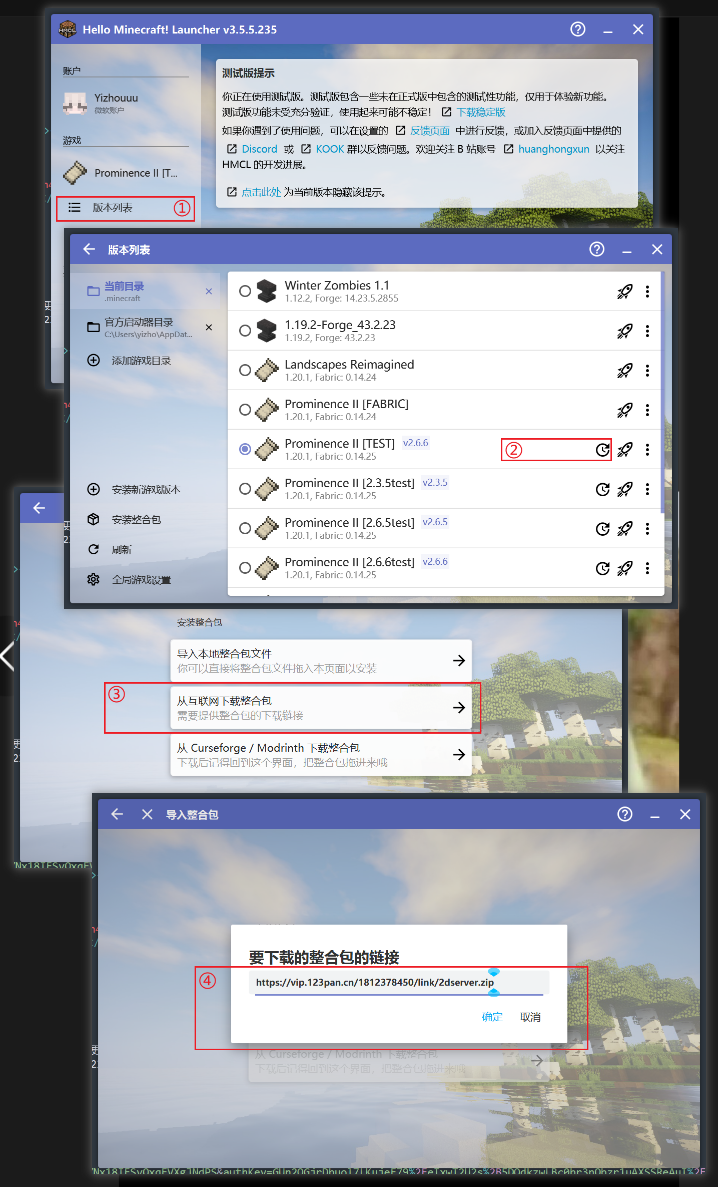 Hello Minecraft! Launcher v3.5.5.235
账户
Yizhouuu
微软账户
游戏
Prominence II [T...
版本列表
①
测试版提示
你正在使用测试版。测试版包含一些未在正式版中包含的测试性功能，仅用于体验新功能。
测试版功能未受充分验证，使用起来可能不稳定！ 下载稳定版
如果你遇到了使用问题，可以在设置的 反馈页面 中进行反馈，或加入反馈页面中提供的
Discord 或 KOOK 群以反馈问题。欢迎关注 B 站账号 huanghongxun 以关注
HMCL 的开发进展。
点击此处 为当前版本隐藏该提示。
版本列表
当前目录
.minecraft
官方启动器目录
C:\Users\yizho\AppDat...
添加游戏目录
安装新游戏版本
安装整合包
刷新
全局游戏设置
Winter Zombies 1.1
1.12.2, Forge: 14.23.5.2855
1.19.2-Forge_43.2.23
1.19.2, Forge: 43.2.23
Landscapes Reimagined
1.20.1, Fabric: 0.14.24
Prominence II [FABRIC]
1.20.1, Fabric: 0.14.24
Prominence II [TEST] v2.6.6
1.20.1, Fabric: 0.14.25
②
Prominence II [2.3.5test] v2.3.5
1.20.1, Fabric: 0.14.25
Prominence II [2.6.5test] v2.6.5
1.20.1, Fabric: 0.14.25
Prominence II [2.6.6test] v2.6.6
1.20.1, Fabric: 0.14.25
安装整合包
导入本地整合包文件
你可以直接将整合包文件拖入本页面以安装
③
从互联网下载整合包
需要提供整合包的下载链接
从 Curseforge / Modrinth 下载整合包
下载后记得回到这个界面，把整合包拖进来哦
导入整合包
要下载的整合包的链接
④
https://vip.123pan.cn/1812378450/link/2dserver.zip
确定 取消
从 Curseforge / Modrinth 下载整合包
下载后记得回到这个界面，把整合包拖进来哦